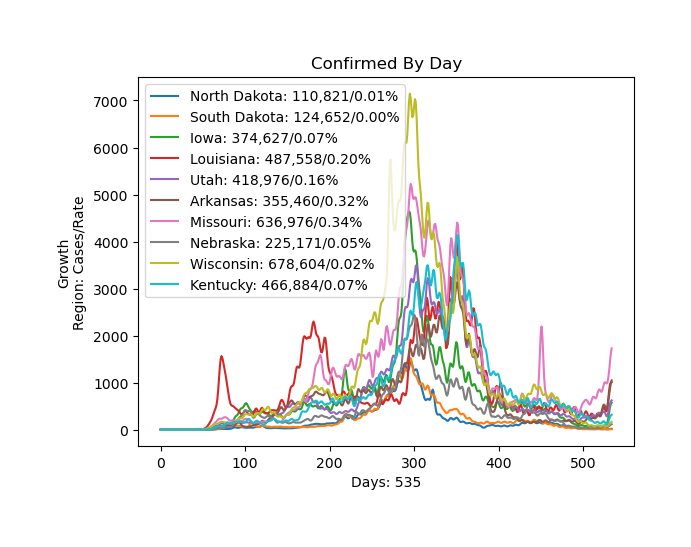 Confirmed By Day
7000
6000
5000
4000
3000
2000
1000
0
Growth
Region: Cases/Rate
North Dakota: 110,821/0.01%
South Dakota: 124,652/0.00%
Iowa: 374,627/0.07%
Louisiana: 487,558/0.20%
Utah: 418,976/0.16%
Arkansas: 355,460/0.32%
Missouri: 636,976/0.34%
Nebraska: 225,171/0.05%
Wisconsin: 678,604/0.02%
Kentucky: 466,884/0.07%
0 100 200 300 400 500
Days: 535